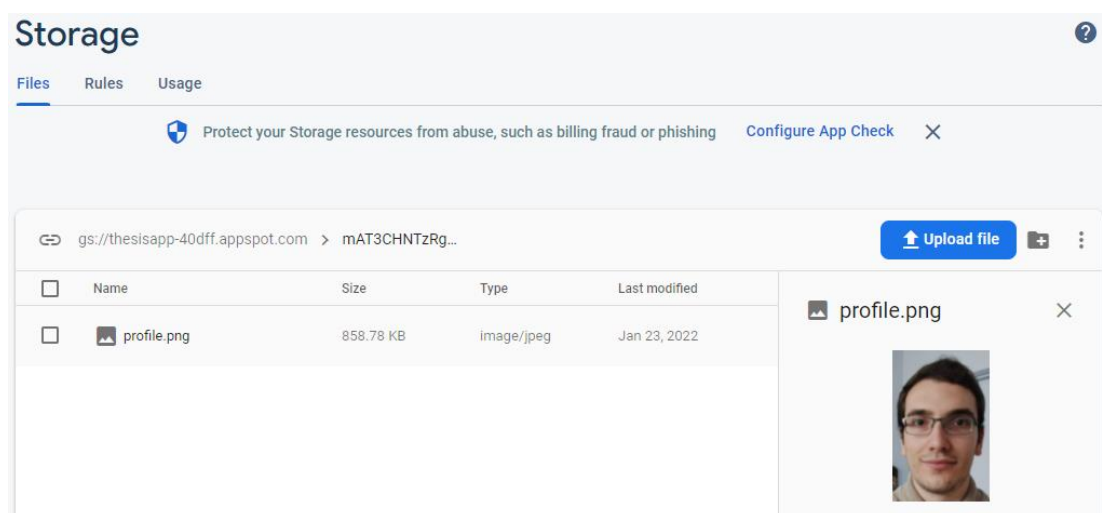 Storage
Files Rules Usage
Protect your Storage resources from abuse, such as billing fraud or phishing Configure App Check
gs://thesisapp-40dff.appspot.com > mAT3CHNTzRg...
Upload file
Name Size Type Last modified
profile.png 858.78 KB image/jpeg Jan 23, 2022
profile.png